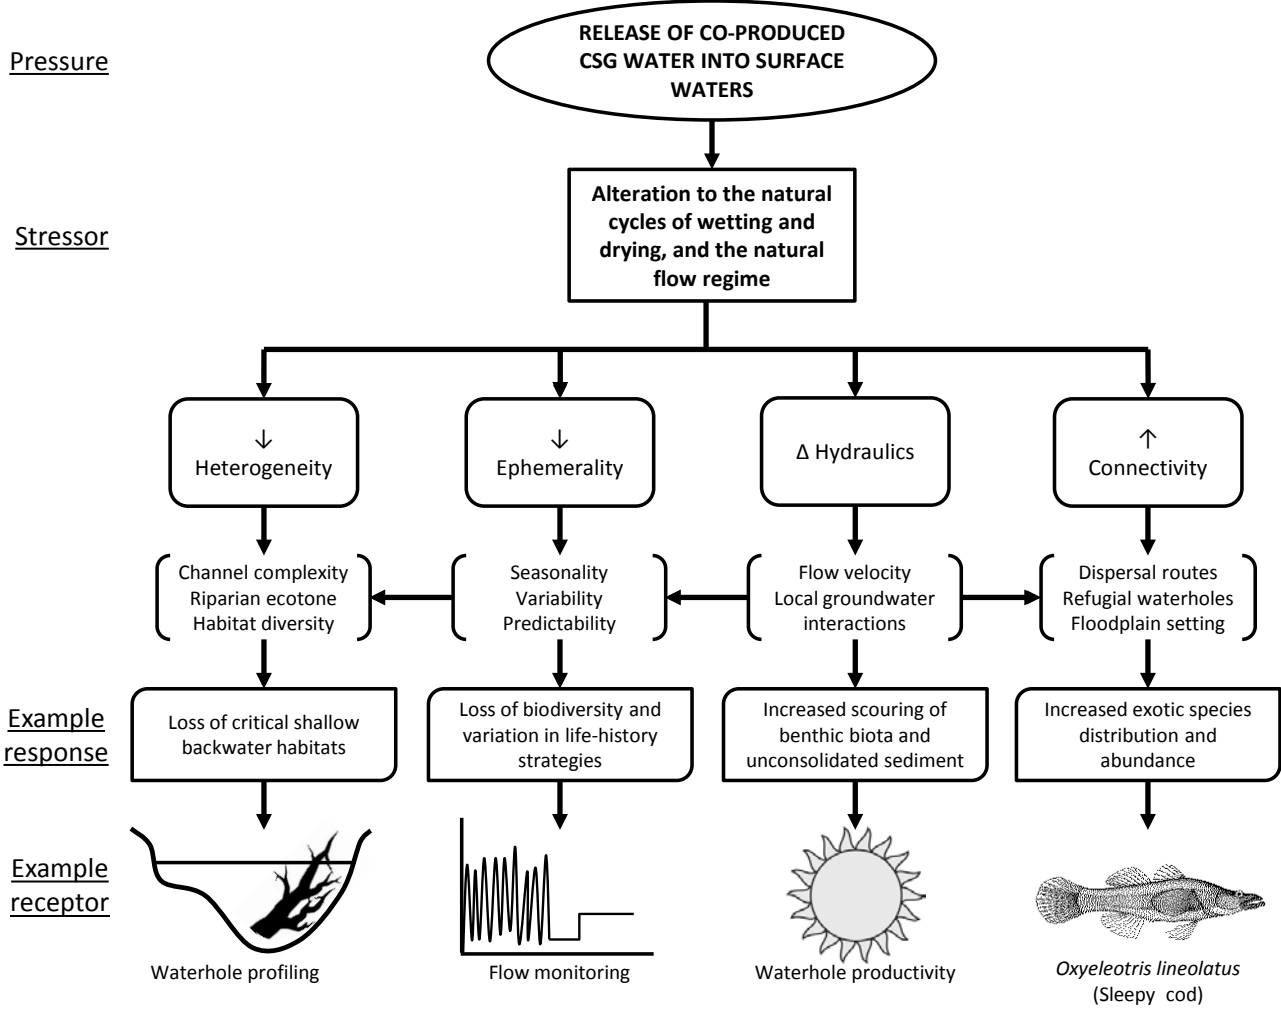 Pressure
RELEASE OF CO-PRODUCED
CSG WATER INTO SURFACE
WATERS
Stressor
Alteration to the natural
cycles of wetting and
drying, and the natural
flow regime
↓
Heterogeneity
↓
Ephemerality
Δ Hydraulics
↑
Connectivity
Channel complexity
Riparian ecotone
Habitat diversity
Seasonality
Variability
Predictability
Flow velocity
Local groundwater
interactions
Dispersal routes
Refugial waterholes
Floodplain setting
Example
response
Loss of critical shallow
backwater habitats
Loss of biodiversity and
variation in life-history
strategies
Increased scouring of
benthic biota and
unconsolidated sediment
Increased exotic species
distribution and
abundance
Example
receptor
Waterhole profiling
Flow monitoring
Waterhole productivity
Oxyeleotris lineolatus
(Sleepy cod)